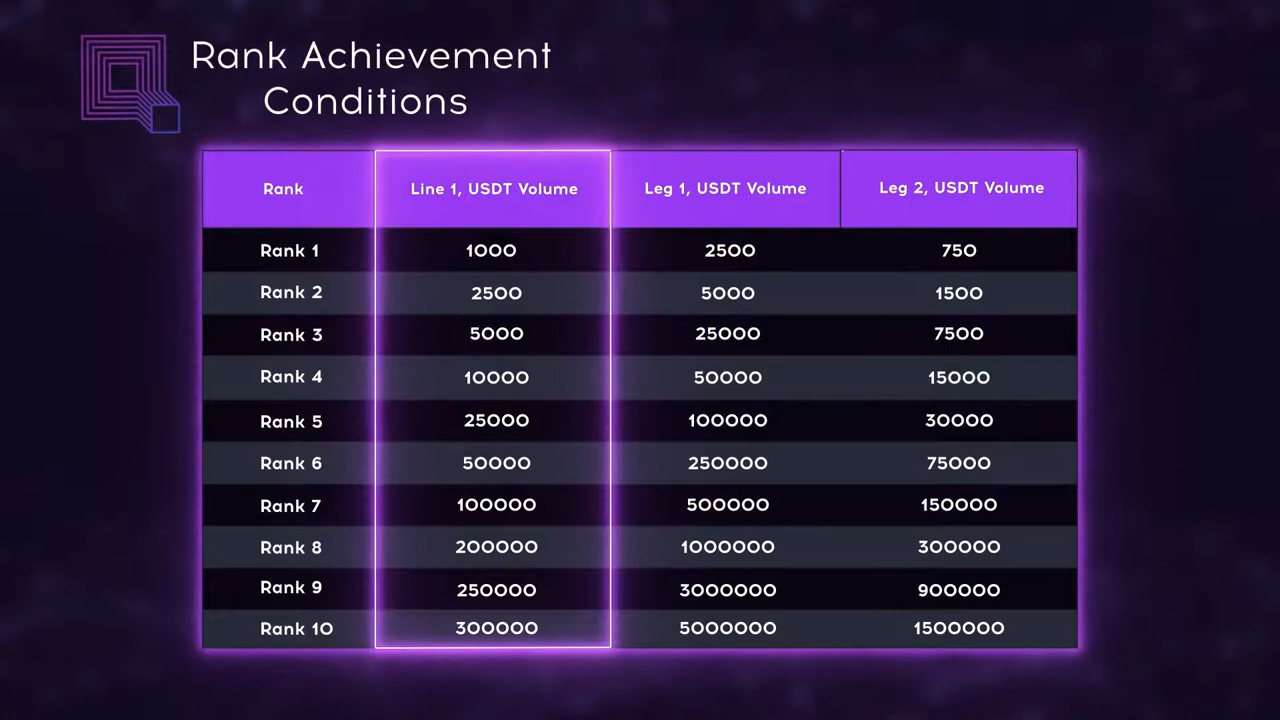 Rank Achievement
Conditions
Rank Line 1, USDT Volume Leg 1, USDT Volume Leg 2, USDT Volume
Rank 1 1000 2500 750
Rank 2 2500 5000 1500
Rank 3 5000 25000 7500
Rank 4 10000 50000 15000
Rank 5 25000 100000 30000
Rank 6 50000 250000 75000
Rank 7 100000 500000 150000
Rank 8 200000 1000000 300000
Rank 9 250000 3000000 900000
Rank 10 300000 5000000 1500000